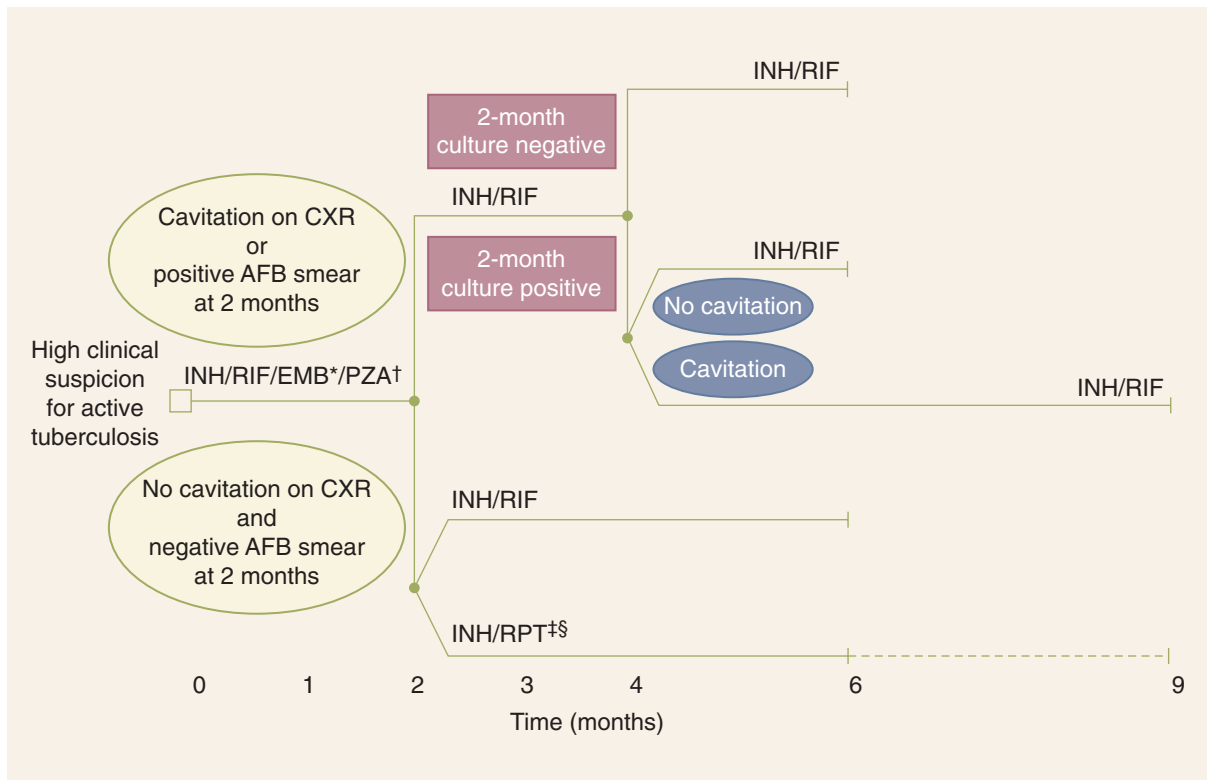 INH/RIF
2-month
culture negative
INH/RIF
Cavitation on CXR
or
positive AFB smear
at 2 months
2-month
culture positive
INH/RIF
No cavitation
Cavitation
INH/RIF
High clinical
suspicion
for active
tuberculosis
INH/RIF/EMB*/PZA†
No cavitation on CXR
and
negative AFB smear
at 2 months
INH/RIF
INH/RPT‡§
0 1 2 3 4 6 9
Time (months)